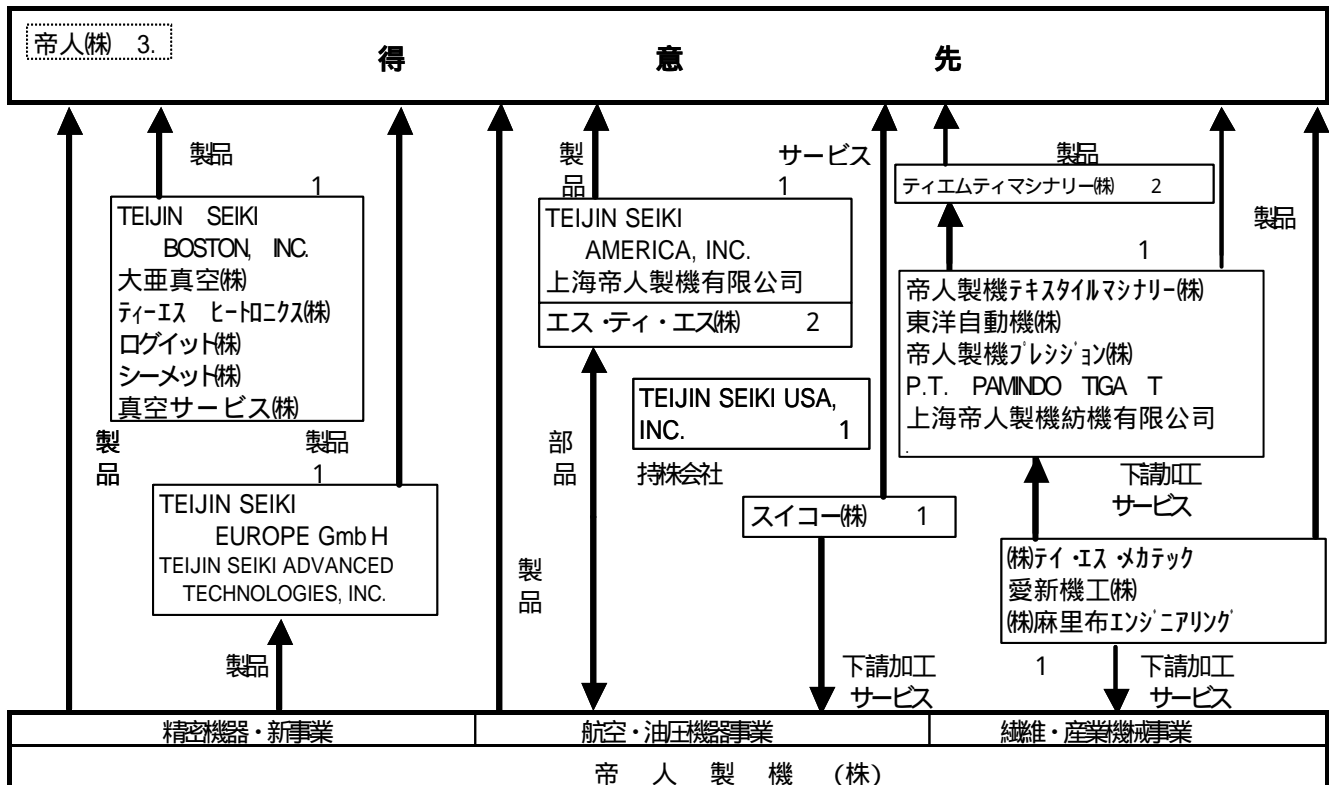 帝人㈱ 3.
得意先
製品
1
TEIJIN SEIKI
BOSTON, INC.
大亜真空㈱
ティーエス ヒートロニクス㈱
ログイット㈱
シーメット㈱
真空サービス㈱
製品
製品
1
TEIJIN SEIKI
EUROPE GmbH
TEIJIN SEIKI ADVANCED
TECHNOLOGIES, INC.
製品
製品
1
TEIJIN SEIKI
AMERICA, INC.
上海帝人製機有限公司
エス・ティ・エス㈱ 2
部品
製品
TEIJIN SEIKI USA,
INC. 1
持株会社
サービス
スイコー㈱ 1
下請加工
サービス
製品
ティエムティマシナリー㈱ 2
製品
1
帝人製機テキスタイルマシナリー㈱
東洋自動機㈱
帝人製機プレシジョン㈱
P.T. PAMINDO TIGA T
上海帝人製機紡機有限公司
.
下請加工
サービス
㈱テイ・エス・メカテック
愛新機工㈱
㈱麻里布エンジニアリング
1
下請加工
サービス
精密機器・新事業
航空・油圧機器事業
繊維・産業機械事業
帝人製機(株)